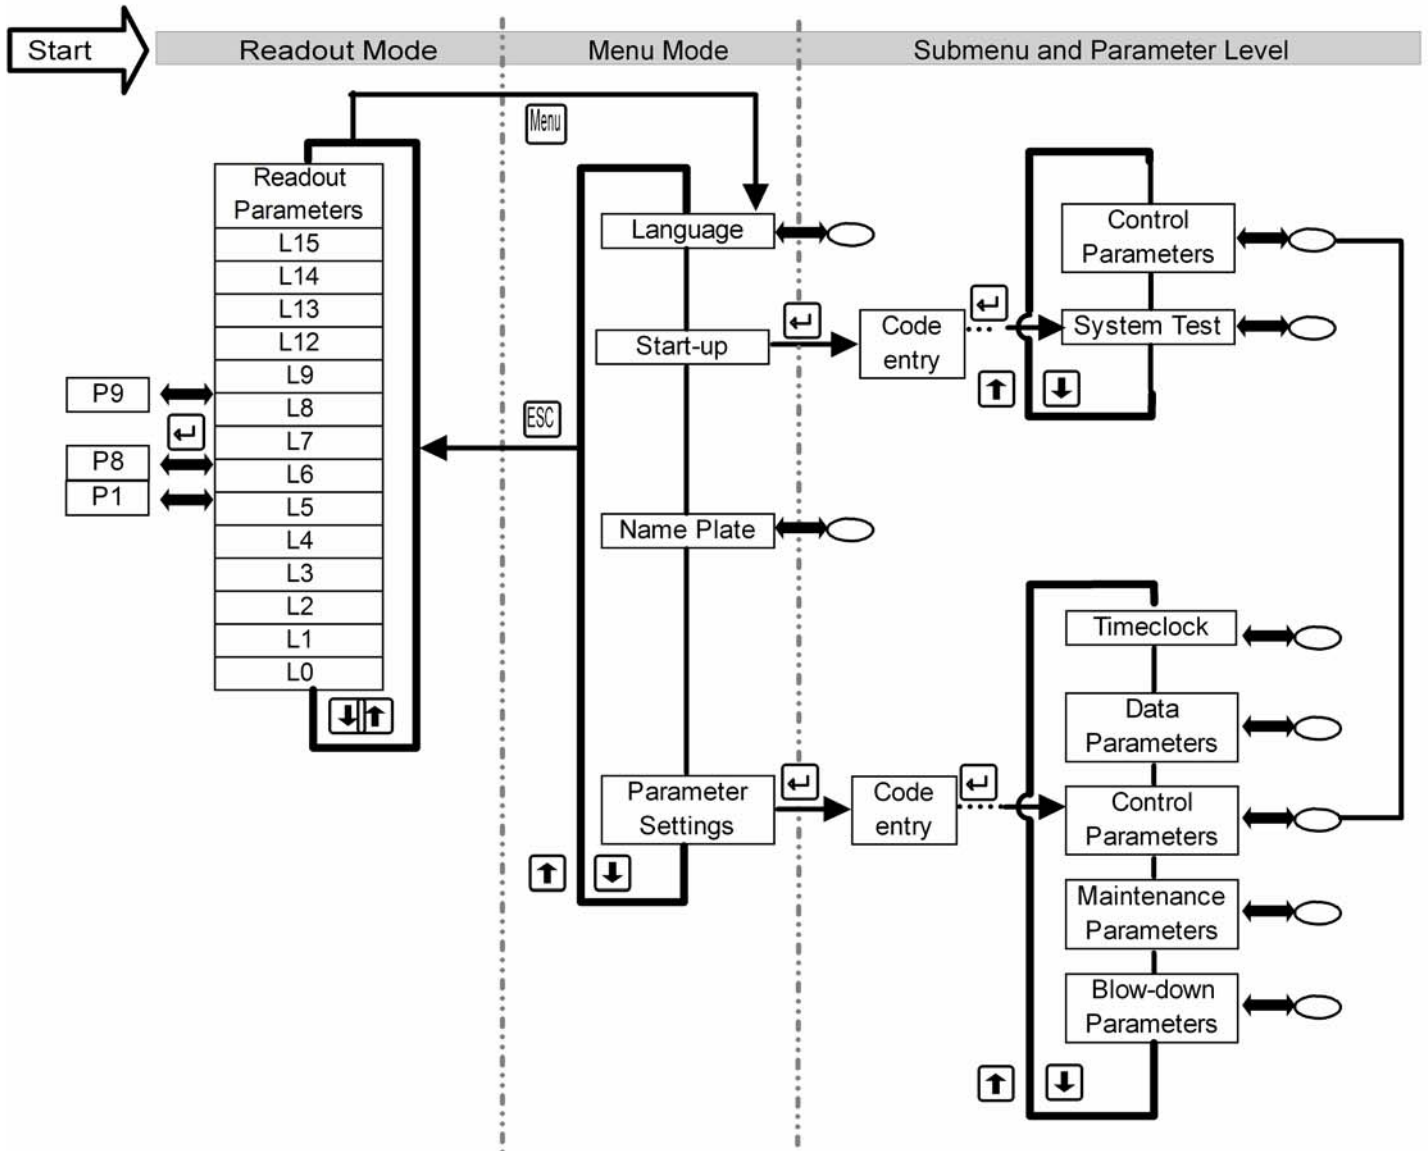 Start
Readout Mode
Menu Mode
Submenu and Parameter Level
Readout
Parameters
L15
L14
L13
L12
L9
L8
L7
L6
L5
L4
L3
L2
L1
L0
P9
P8
P1
Menu
ESC
Language
Start-up
Name Plate
Parameter
Settings
Code
entry
Control
Parameters
System Test
Code
entry
Timeclock
Data
Parameters
Control
Parameters
Maintenance
Parameters
Blow-down
Parameters